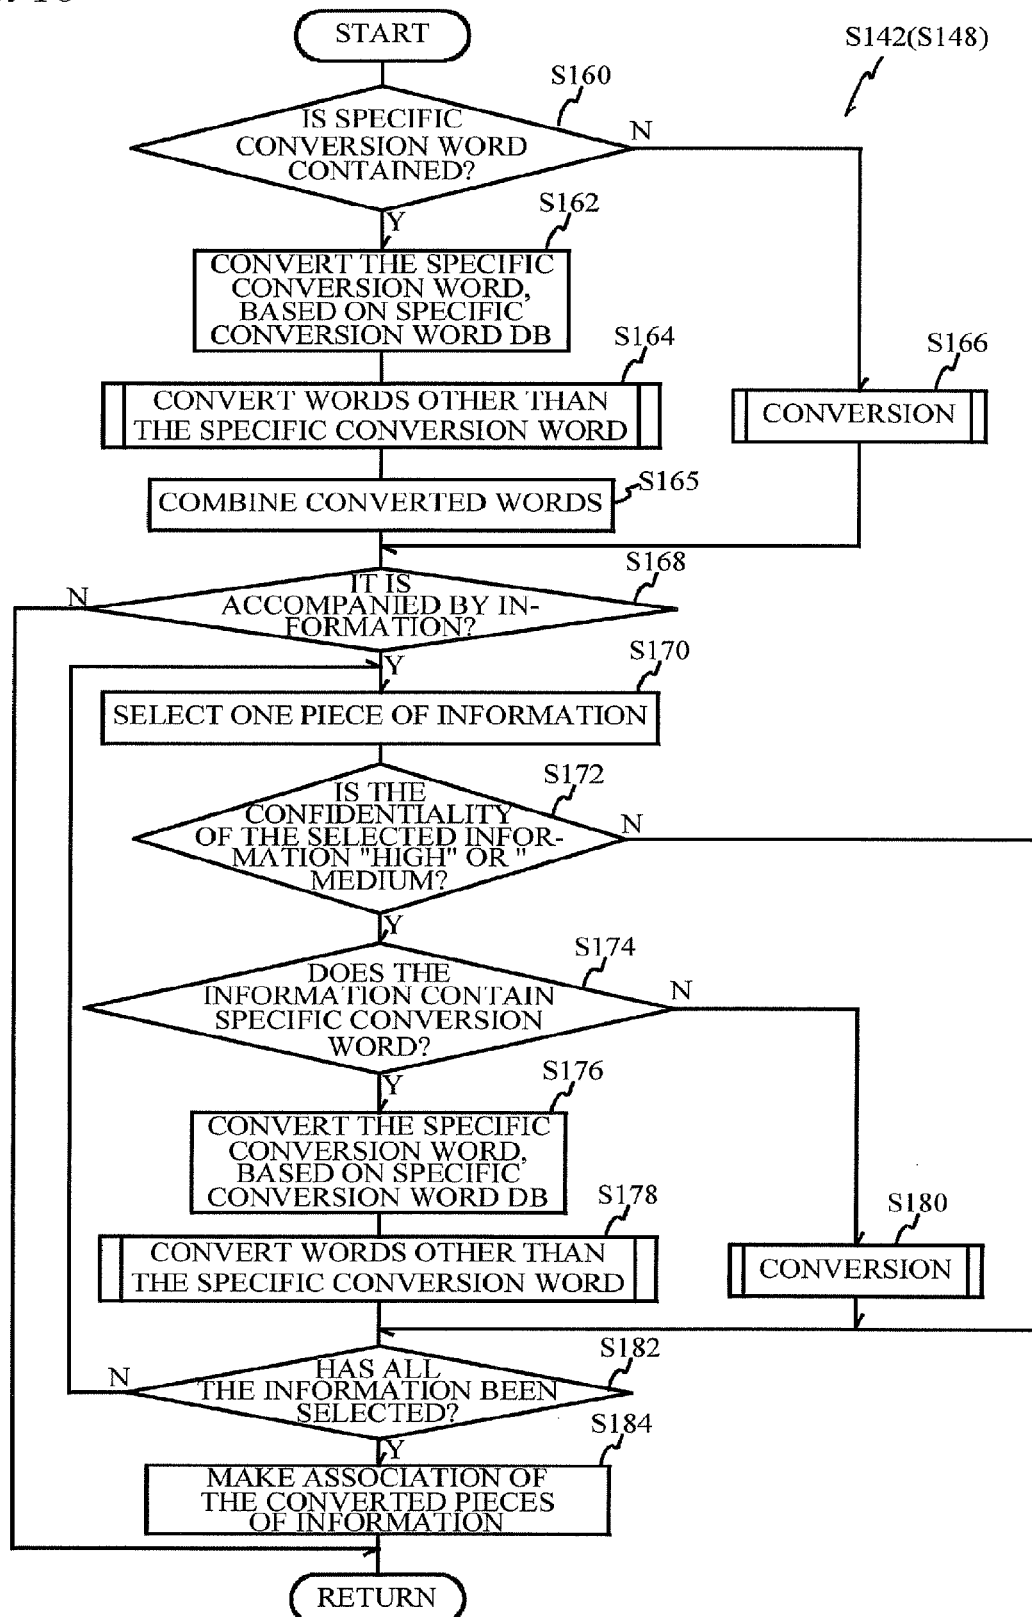 START
S142(S148)
S160
IS SPECIFIC
CONVERSION WORD
CONTAINED?
N
Y
S162
CONVERT THE SPECIFIC
CONVERSION WORD,
BASED ON SPECIFIC
CONVERSION WORD DB
S164
CONVERT WORDS OTHER THAN
THE SPECIFIC CONVERSION WORD
S166
CONVERSION
S165
COMBINE CONVERTED WORDS
S168
IT IS
ACCOMPANIED BY IN-
FORMATION?
N
Y
S170
SELECT ONE PIECE OF INFORMATION
S172
IS THE
CONFIDENTIALITY
OF THE SELECTED INFOR-
MATION "HIGH" OR "
MEDIUM?
N
Y
S174
DOES THE
INFORMATION CONTAIN
SPECIFIC CONVERSION
WORD?
N
Y
S176
CONVERT THE SPECIFIC
CONVERSION WORD,
BASED ON SPECIFIC
CONVERSION WORD DB
S178
CONVERT WORDS OTHER THAN
THE SPECIFIC CONVERSION WORD
S180
CONVERSION
S182
HAS ALL
THE INFORMATION BEEN
SELECTED?
N
Y
S184
MAKE ASSOCIATION OF
THE CONVERTED PIECES
OF INFORMATION
RETURN